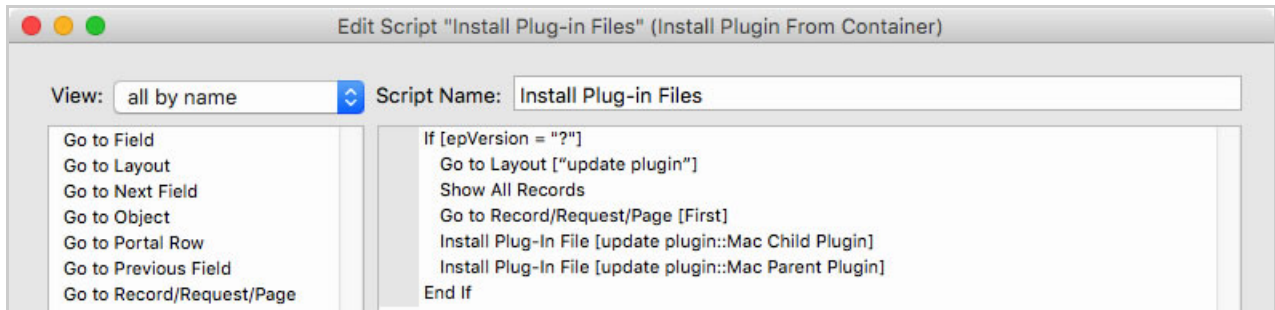 Edit Script "Install Plug-in Files" (Install Plugin From Container)
View: all by name Script Name: Install Plug-in Files
Go to Field
Go to Layout
Go to Next Field
Go to Object
Go to Portal Row
Go to Previous Field
Go to Record/Request/Page
If [epVersion = "?"]
Go to Layout [“update plugin”]
Show All Records
Go to Record/Request/Page [First]
Install Plug-In File [update plugin::Mac Child Plugin]
Install Plug-In File [update plugin::Mac Parent Plugin]
End If